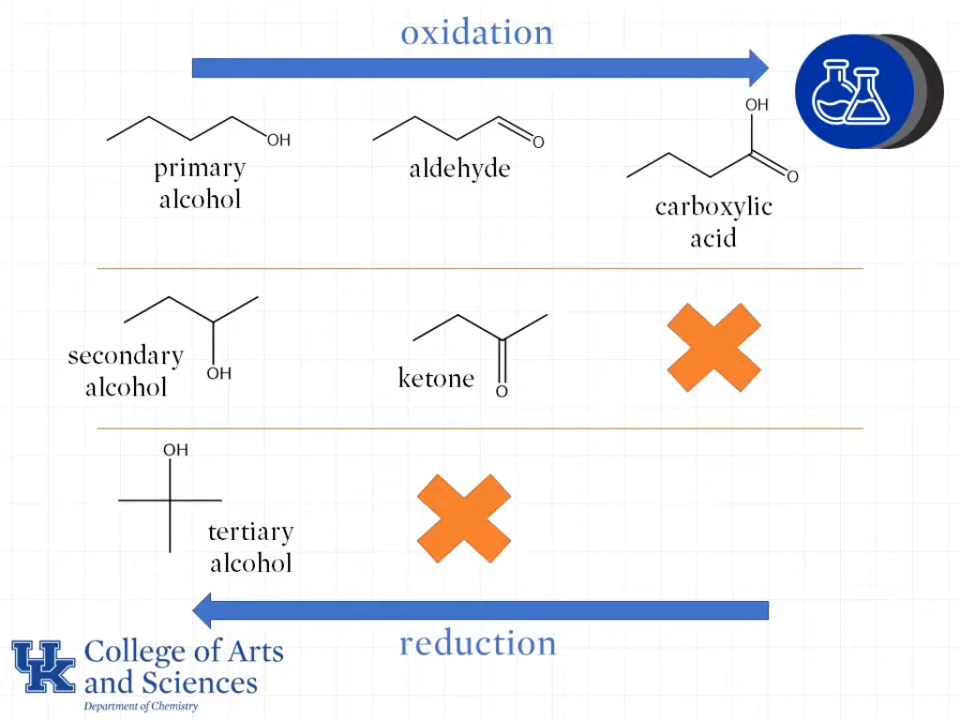 oxidation
OH
OH
O
O
primary
alcohol
aldehyde
carboxylic
acid
secondary
alcohol
OH
ketone
O
OH
tertiary
alcohol
reduction
UK
College of Arts
and Sciences
Department of Chemistry